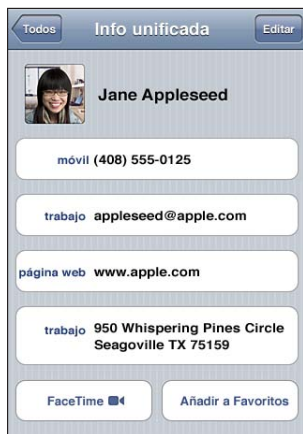 Todos Info unificada Editar
Jane Appleseed
móvil (408) 555-0125
trabajo appleseed@apple.com
página web www.apple.com
trabajo 950 Whispering Pines Circle
Seagoville TX 75159
FaceTime Añadir a Favoritos